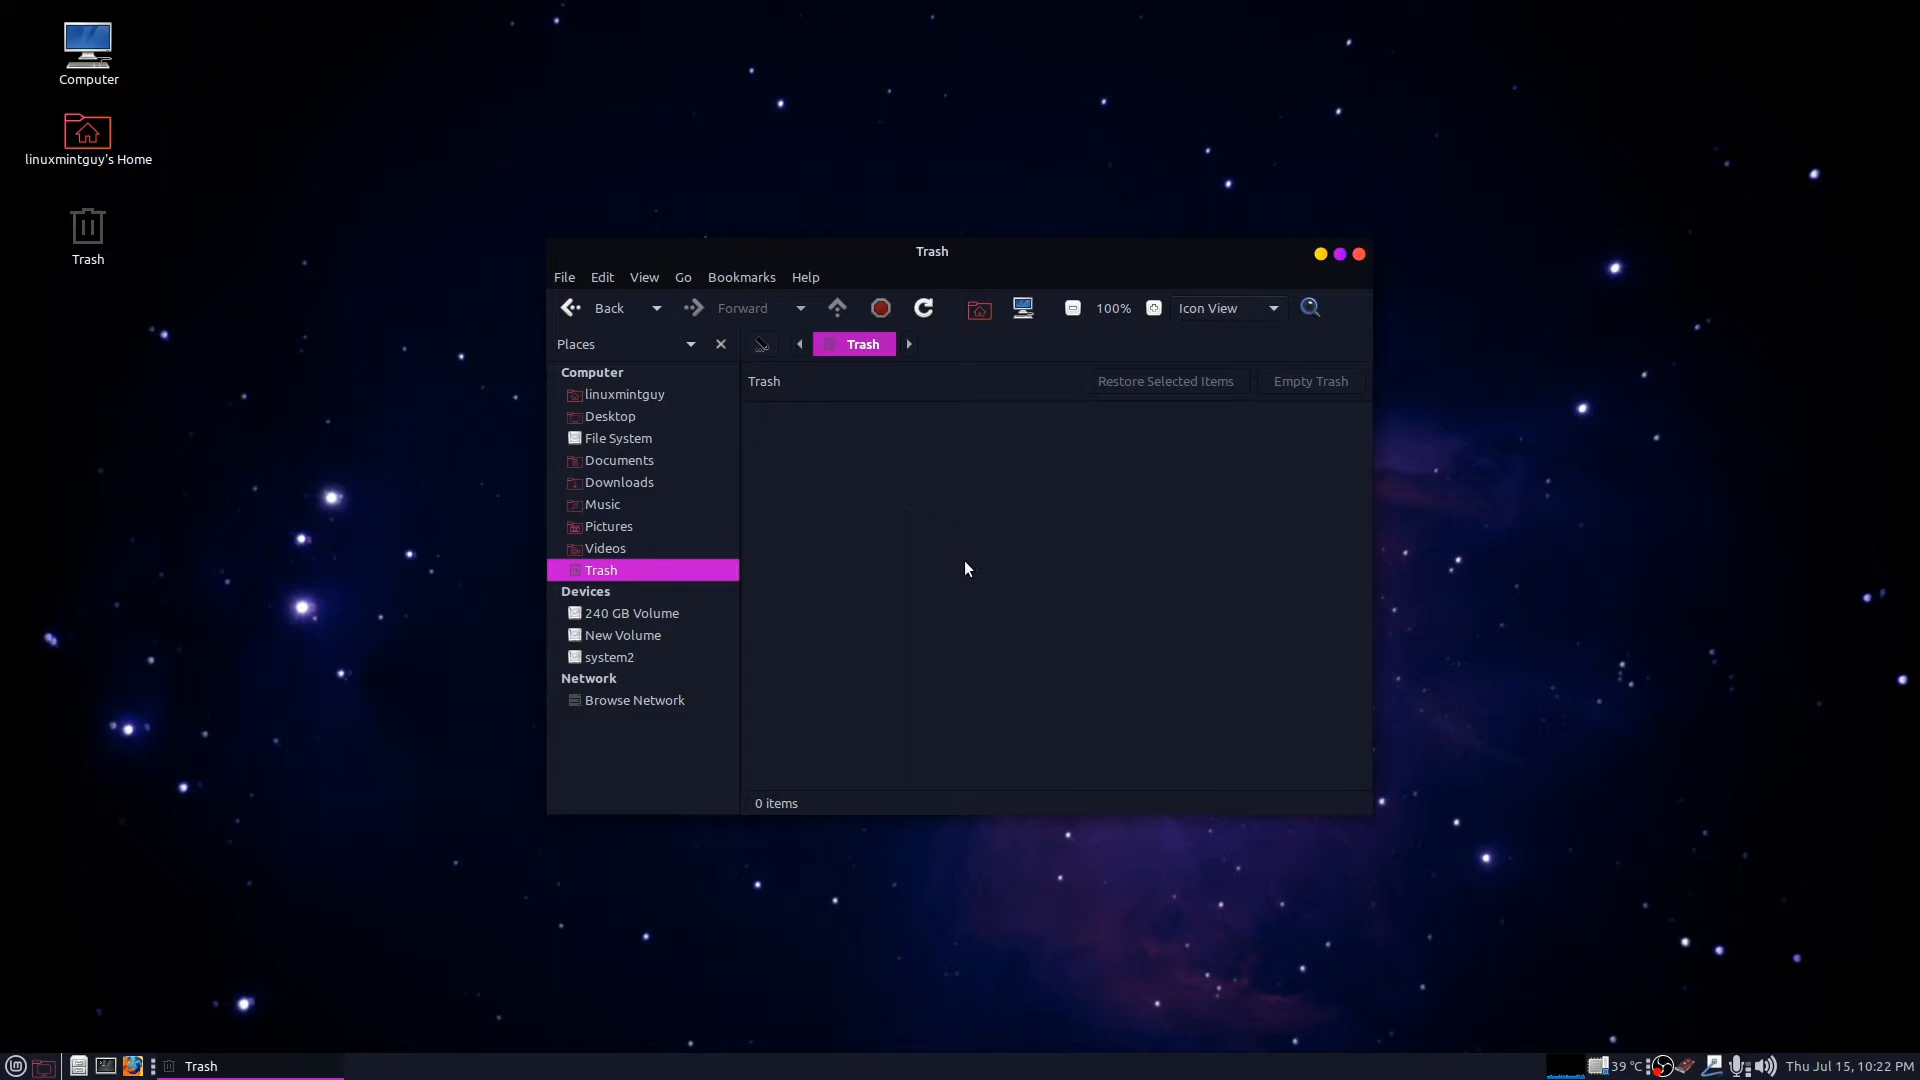 Computer
linuxmintguy's Home
Trash
Trash
File Edit View Go Bookmarks Help
Back Forward 100% Icon View
Places Trash
Computer
linuxmintguy
Desktop
File System
Documents
Downloads
Music
Pictures
Videos
Trash
Devices
240 GB Volume
New Volume
system2
Network
Browse Network
Trash Restore Selected Items Empty Trash
0 items
Trash 39 °C Thu Jul 15, 10:22 PM